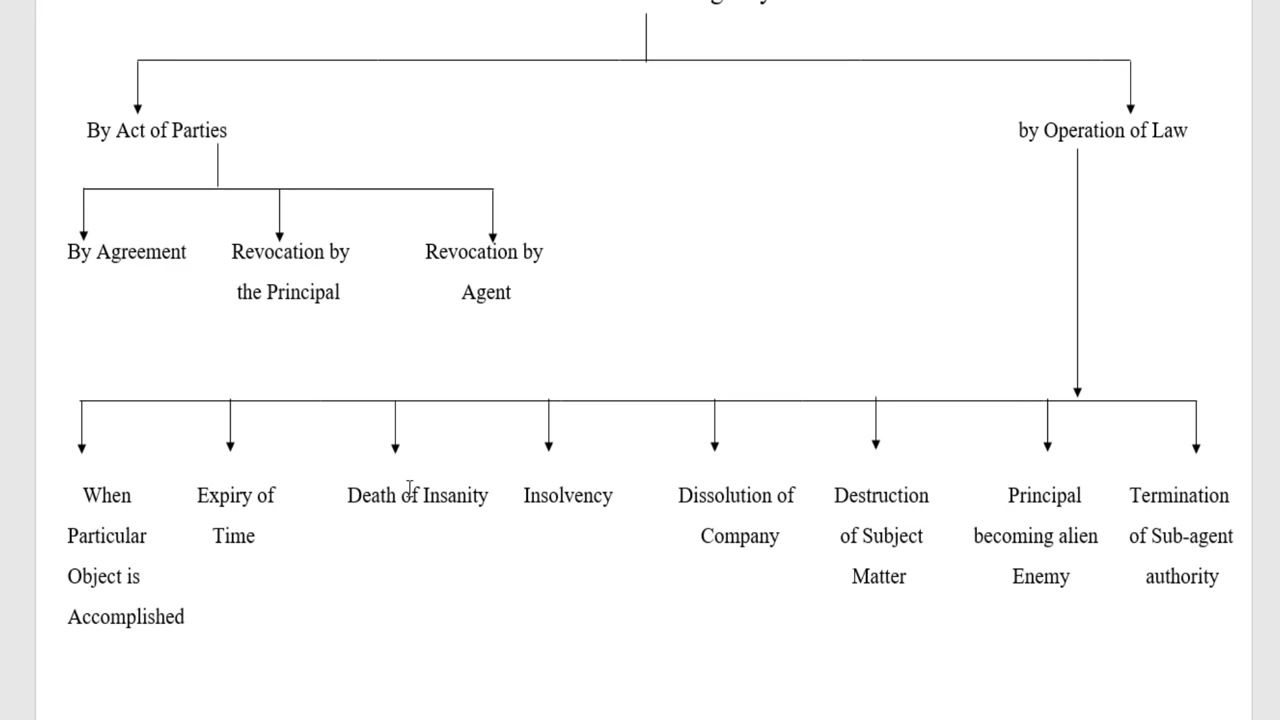 By Act of Parties
by Operation of Law
By Agreement
Revocation by
the Principal
Revocation by
Agent
When
Particular
Object is
Accomplished
Expiry of
Time
Death of Insanity
Insolvency
Dissolution of
Company
Destruction
of Subject
Matter
Principal
becoming alien
Enemy
Termination
of Sub-agent
authority